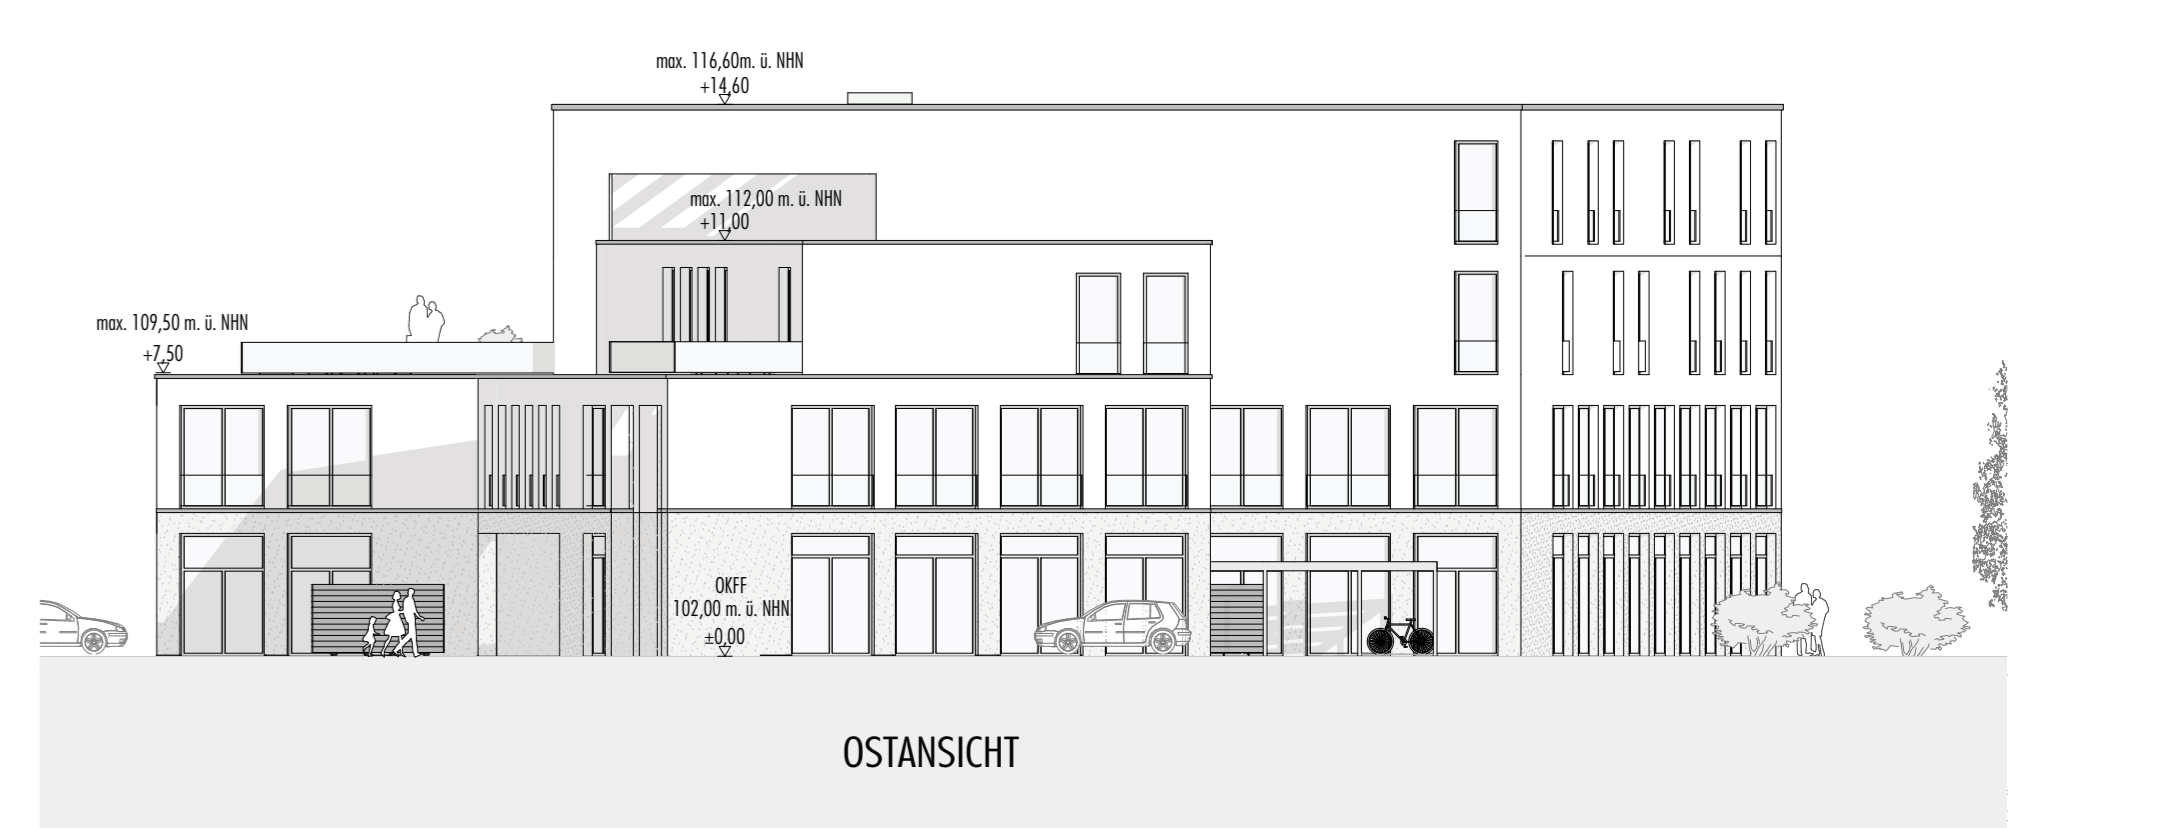 max. 116,60m. ü. NHN
+14,60
max. 112,00 m. ü. NHN
+11,00
max. 109,50 m. ü. NHN
+7,50
OKFF
102,00 m. ü. NHN
±0,00
OSTANSICHT